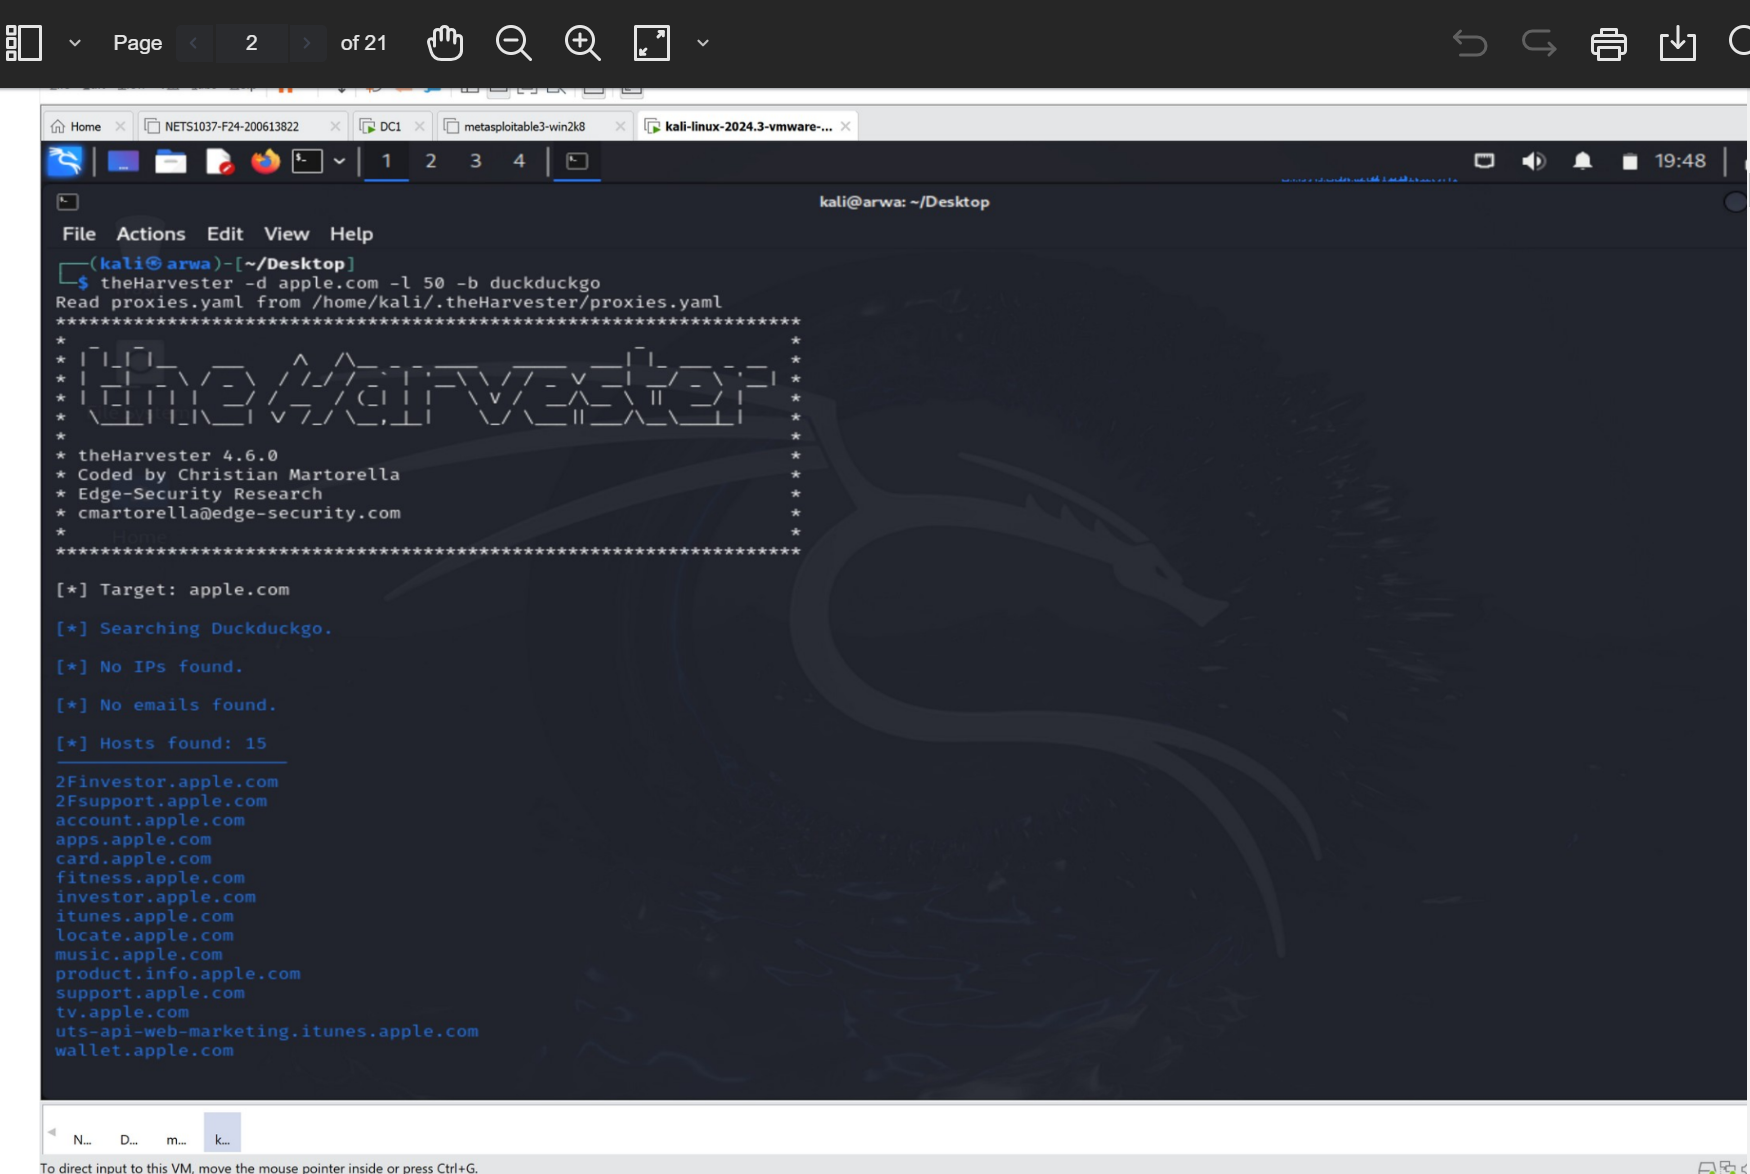 Page 2 of 21
Home NETS1037-F24-200613822 DC1 metasploitable3-win2k8 kali-linux-2024.3-vmware-...
1 2 3 4 19:48
kali@arwa: ~/Desktop
File Actions Edit View Help
(kali㉿arwa)-[~/Desktop]
$ theHarvester -d apple.com -l 50 -b duckduckgo
Read proxies.yaml from /home/kali/.theHarvester/proxies.yaml
theHarvester
* theHarvester 4.6.0 *
* Coded by Christian Martorella *
* Edge-Security Research *
* cmartorella@edge-security.com *
Home
[*] Target: apple.com
[*] Searching Duckduckgo.
[*] No IPs found.
[*] No emails found.
[*] Hosts found: 15
2Finvestor.apple.com
2Fsupport.apple.com
account.apple.com
apps.apple.com
card.apple.com
fitness.apple.com
investor.apple.com
itunes.apple.com
locate.apple.com
music.apple.com
product.info.apple.com
support.apple.com
tv.apple.com
uts-api-web-marketing.itunes.apple.com
wallet.apple.com
N... D... m... k...
To direct input to this VM, move the mouse pointer inside or press Ctrl+G.